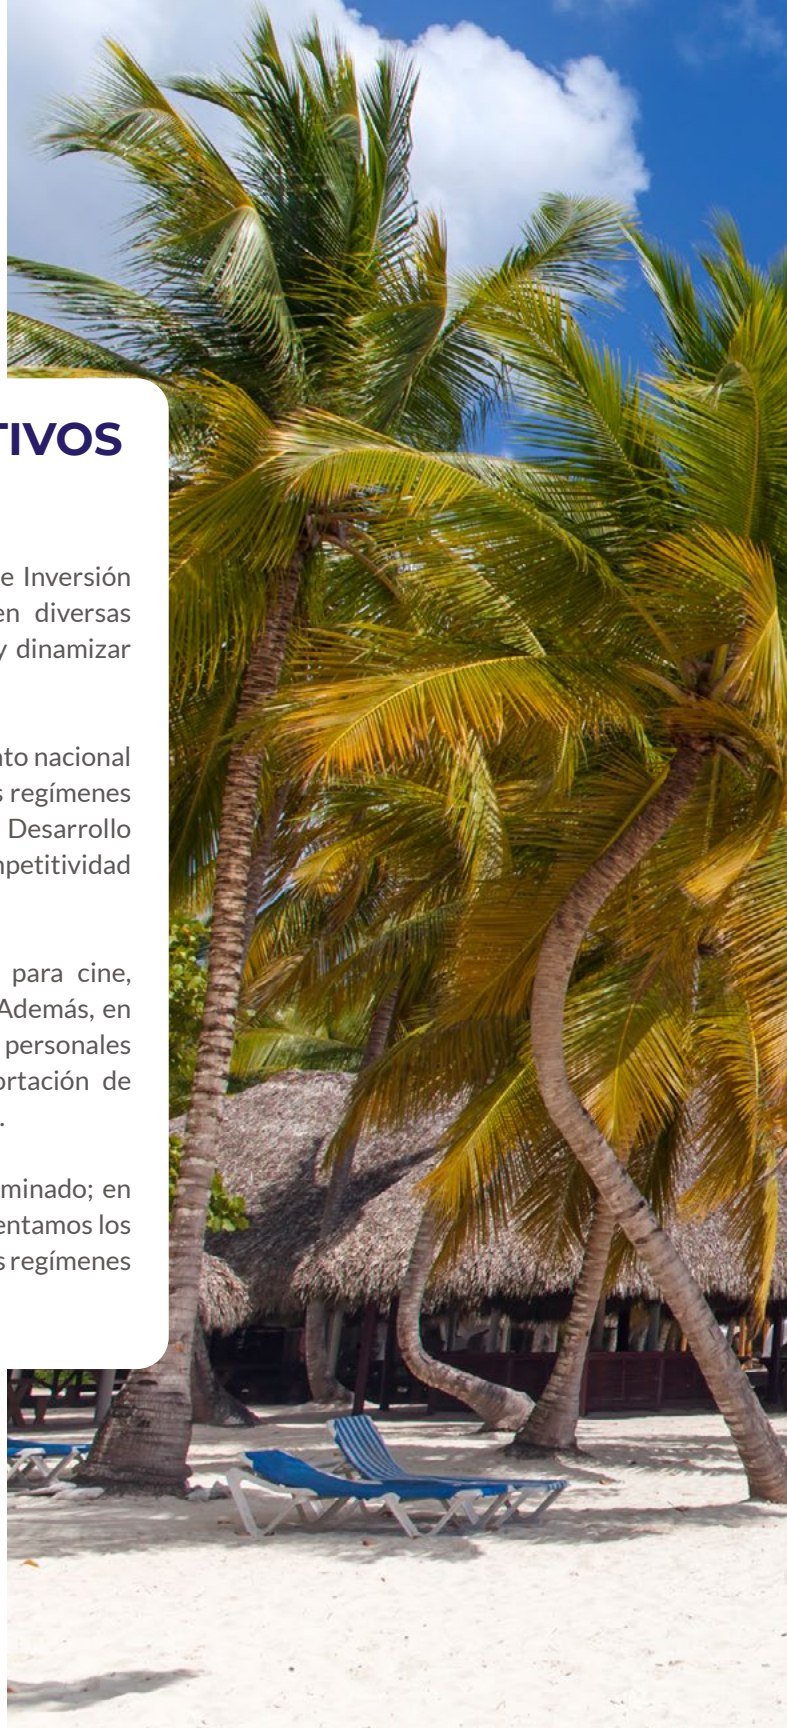 TIVOS
e Inversión
en diversas
y dinamizar
nto nacional
s regímenes
Desarrollo
mpetitividad
para cine,
Además, en
personales
ortación de
.
minado; en
entamos los
s regímenes